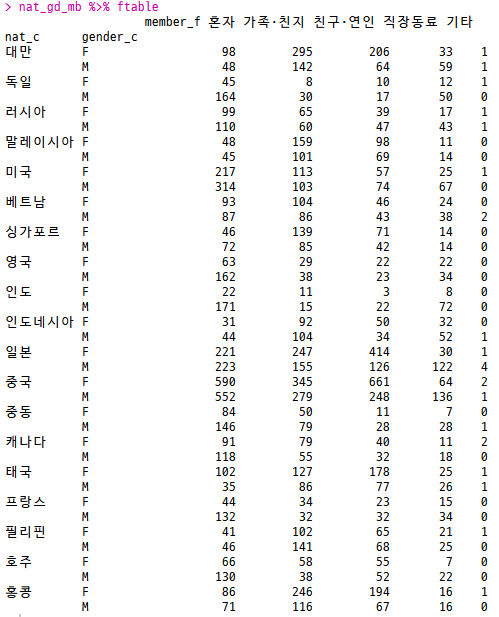 > nat_gd_mb %>% ftable
member_f 혼자 가족·친지 친구·연인 직장동료 기타
nat_c gender_c
대만 F 98 295 206 33 1
M 48 142 64 59 1
독일 F 45 8 10 12 1
M 164 30 17 50 0
러시아 F 99 65 39 17 1
M 110 60 47 43 1
말레이시아 F 48 159 98 11 0
M 45 101 69 14 0
미국 F 217 113 57 25 1
M 314 103 74 67 0
베트남 F 93 104 46 24 0
M 87 86 43 38 2
싱가포르 F 46 139 71 14 0
M 72 85 42 14 0
영국 F 63 29 22 22 0
M 162 38 23 34 0
인도 F 22 11 3 8 0
M 171 15 22 72 0
인도네시아 F 31 92 50 32 0
M 44 104 34 52 1
일본 F 221 247 414 30 1
M 223 155 126 122 4
중국 F 590 345 661 64 2
M 552 279 248 136 1
중동 F 84 50 11 7 0
M 146 79 28 28 1
캐나다 F 91 79 40 11 2
M 118 55 32 18 0
태국 F 102 127 178 25 1
M 35 86 77 26 1
프랑스 F 44 34 23 15 0
M 132 32 32 34 0
필리핀 F 41 102 65 21 1
M 46 141 68 25 0
호주 F 66 58 55 7 0
M 130 38 52 22 0
홍콩 F 86 246 194 16 1
M 71 116 67 16 0